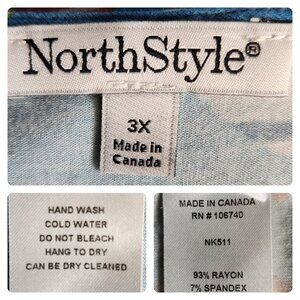 NorthStyle®
3X
Made in
Canada
HAND WASH
COLD WATER
DO NOT BLEACH
HANG TO DRY
CAN BE DRY CLEANED
MADE IN CANADA
RN # 106740
NK511
93% RAYON
7% SPANDEX